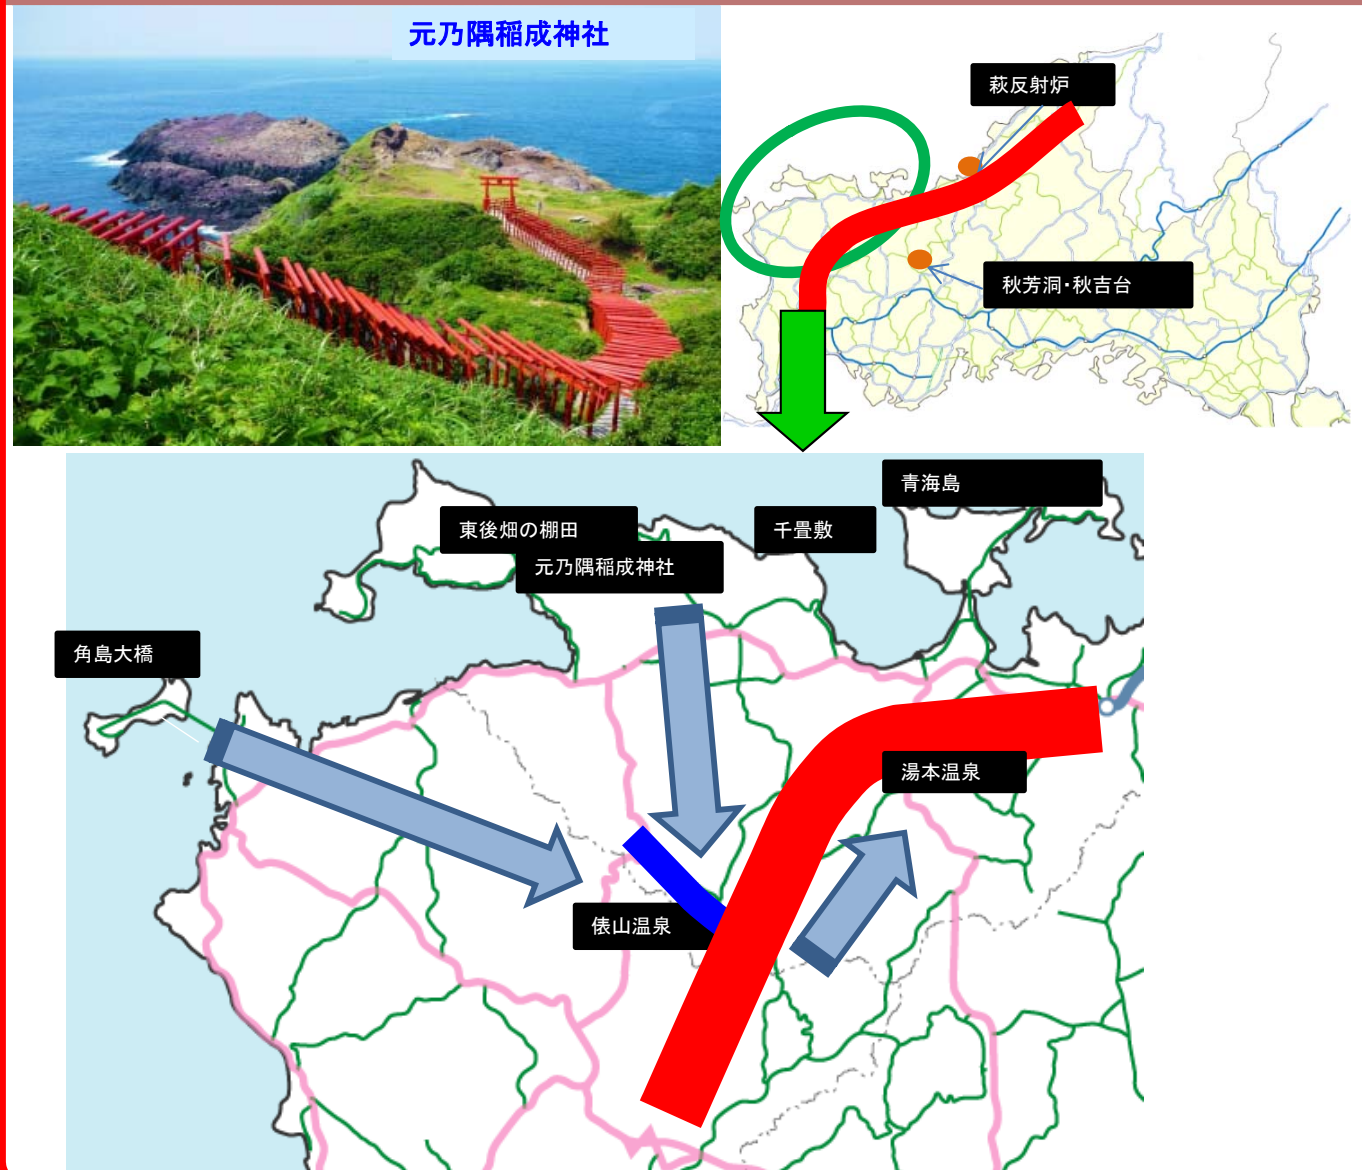 元乃隅稲成神社
萩反射炉
秋芳洞・秋吉台
青海島
東後畑の棚田
千畳敷
元乃隅稲成神社
角島大橋
湯本温泉
俵山温泉